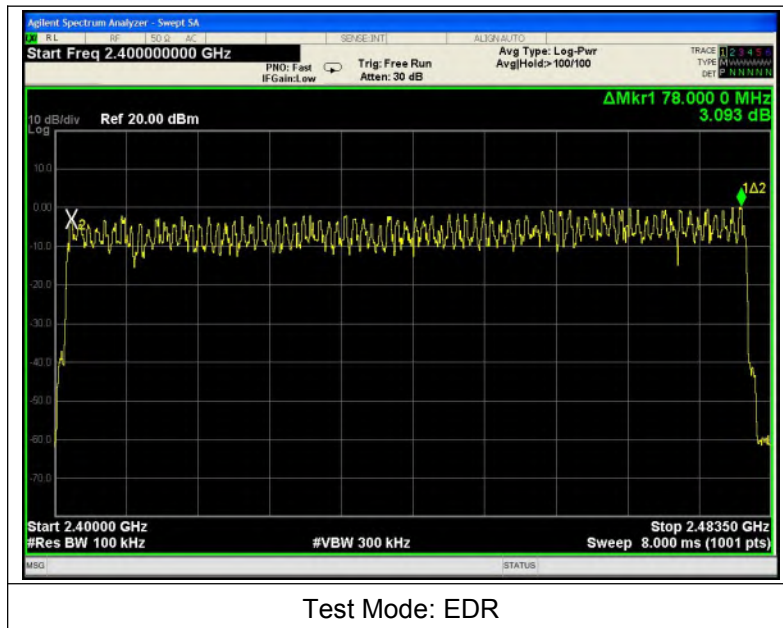 Agilent Spectrum Analyzer - Swept SA
RL RF 50 Ω AC SENSE:INT ALIGNAUTO
Start Freq 2.400000000 GHz
PNO: Fast
IFGain:Low
Trig: Free Run
Atten: 30 dB
Avg Type: Log-Pwr
Avg|Hold:>100/100
TRACE 1 2 3 4 5 6
TYPE M
DET P N N N N N
ΔMkr1 78.000 0 MHz
3.093 dB
10 dB/div Ref 20.00 dBm
Log
10.0
0.00
-10.0
-20.0
-30.0
-40.0
-50.0
-60.0
-70.0
X2
1Δ2
Start 2.40000 GHz
Stop 2.48350 GHz
#Res BW 100 kHz
#VBW 300 kHz
Sweep 8.000 ms (1001 pts)
MSG
STATUS
Test Mode: EDR